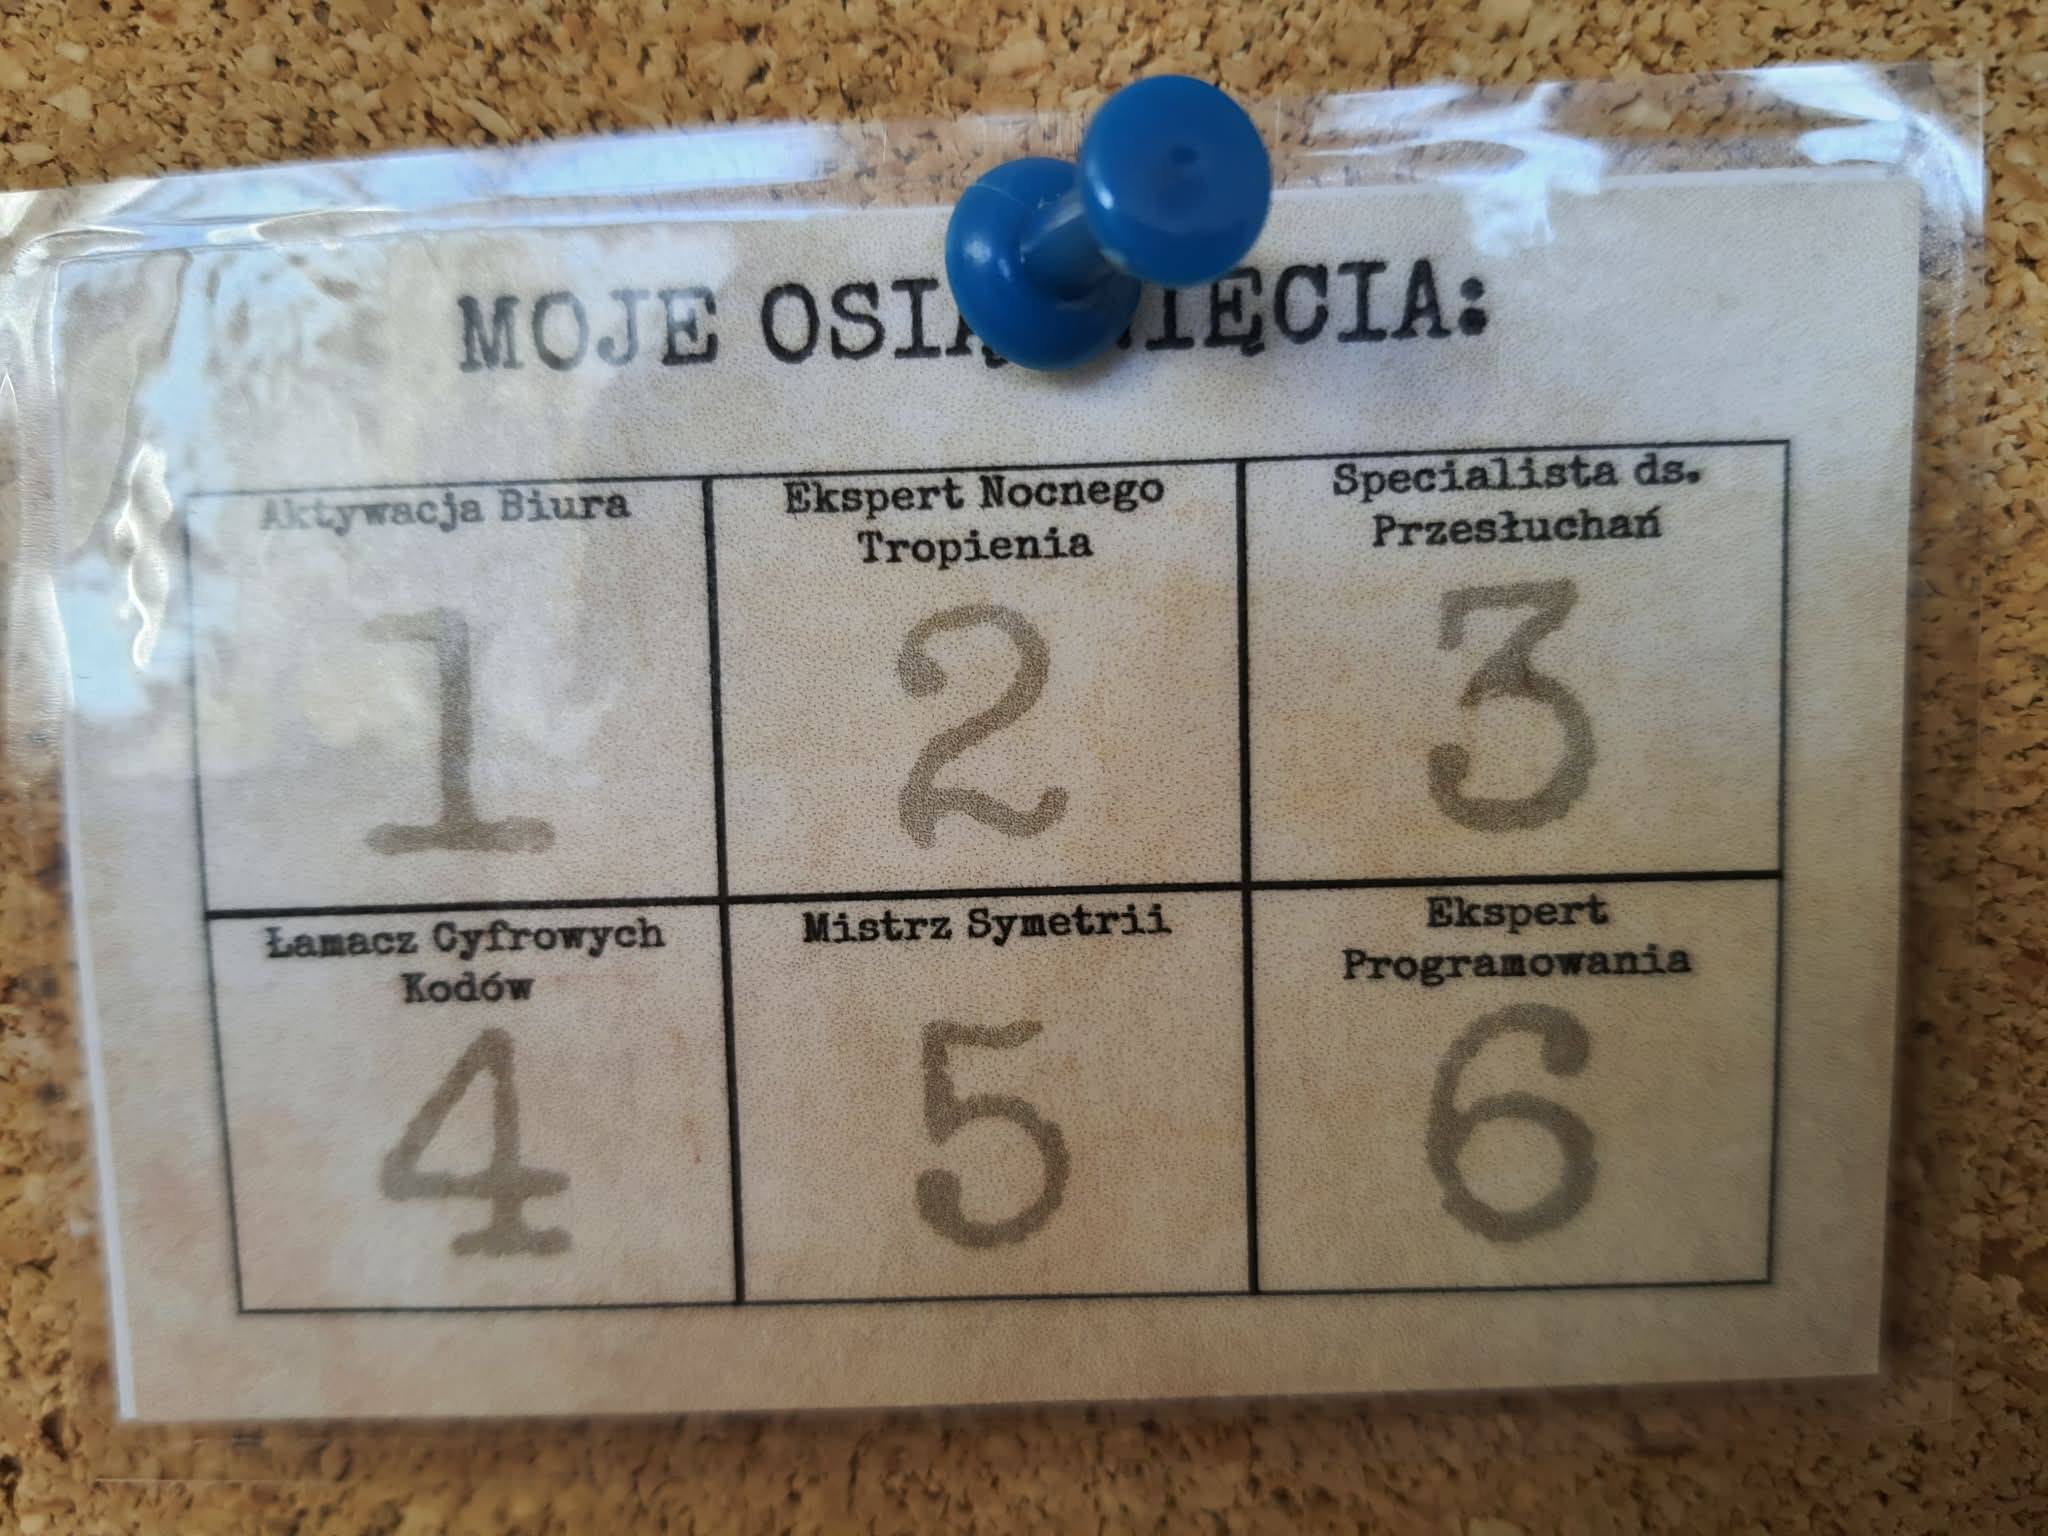 MOJE OSIĄGNIĘCIA:
Aktywacja Biura
1
Ekspert Nocnego
Tropienia
2
Specjalista ds.
Przesłuchań
3
Łamacz Cyfrowych
Kodów
4
Mistrz Symetrii
5
Ekspert
Programowania
6